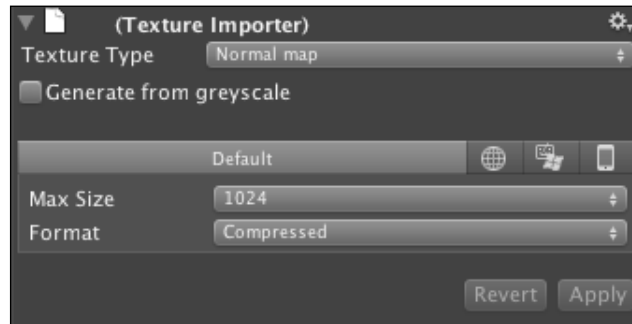 (Texture Importer)
Texture Type Normal map
Generate from greyscale
Default
Max Size 1024
Format Compressed
Revert Apply